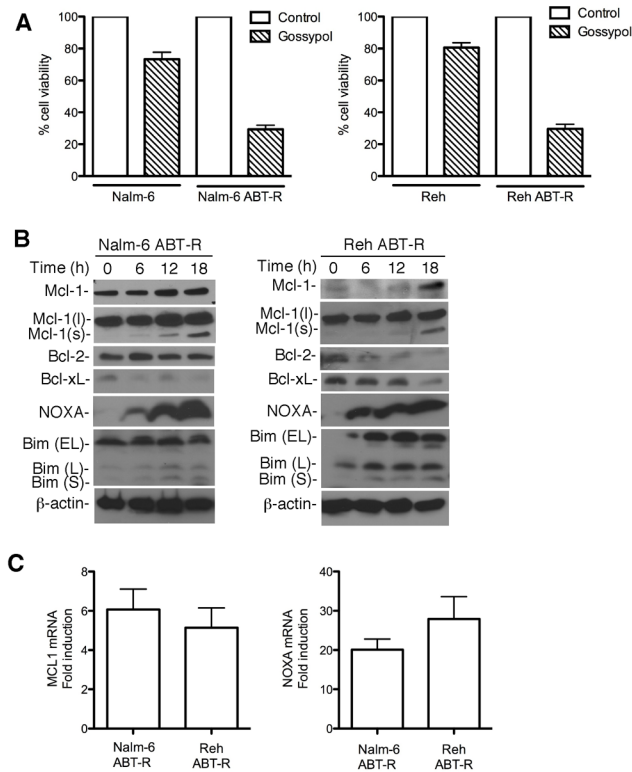 A
% cell viability
100
80
60
40
20
0
Control
Gossypol
Nalm-6
Nalm-6 ABT-R
% cell viability
100
80
60
40
20
0
Control
Gossypol
Reh
Reh ABT-R
B
Nalm-6 ABT-R
Time (h) 0 6 12 18
Mcl-1-
Mcl-1(l)-
Mcl-1(s)-
Bcl-2-
Bcl-xL-
NOXA-
Bim (EL)-
Bim (L)-
Bim (S)-
β-actin-
Reh ABT-R
Time (h) 0 6 12 18
Mcl-1-
Mcl-1(l)-
Mcl-1(s)-
Bcl-2-
Bcl-xL-
NOXA-
Bim (EL)-
Bim (L)-
Bim (S)-
β-actin-
C
MCL1 mRNA
Fold induction
8
6
4
2
0
Nalm-6
ABT-R
Reh
ABT-R
NOXA mRNA
Fold induction
40
30
20
10
0
Nalm-6
ABT-R
Reh
ABT-R